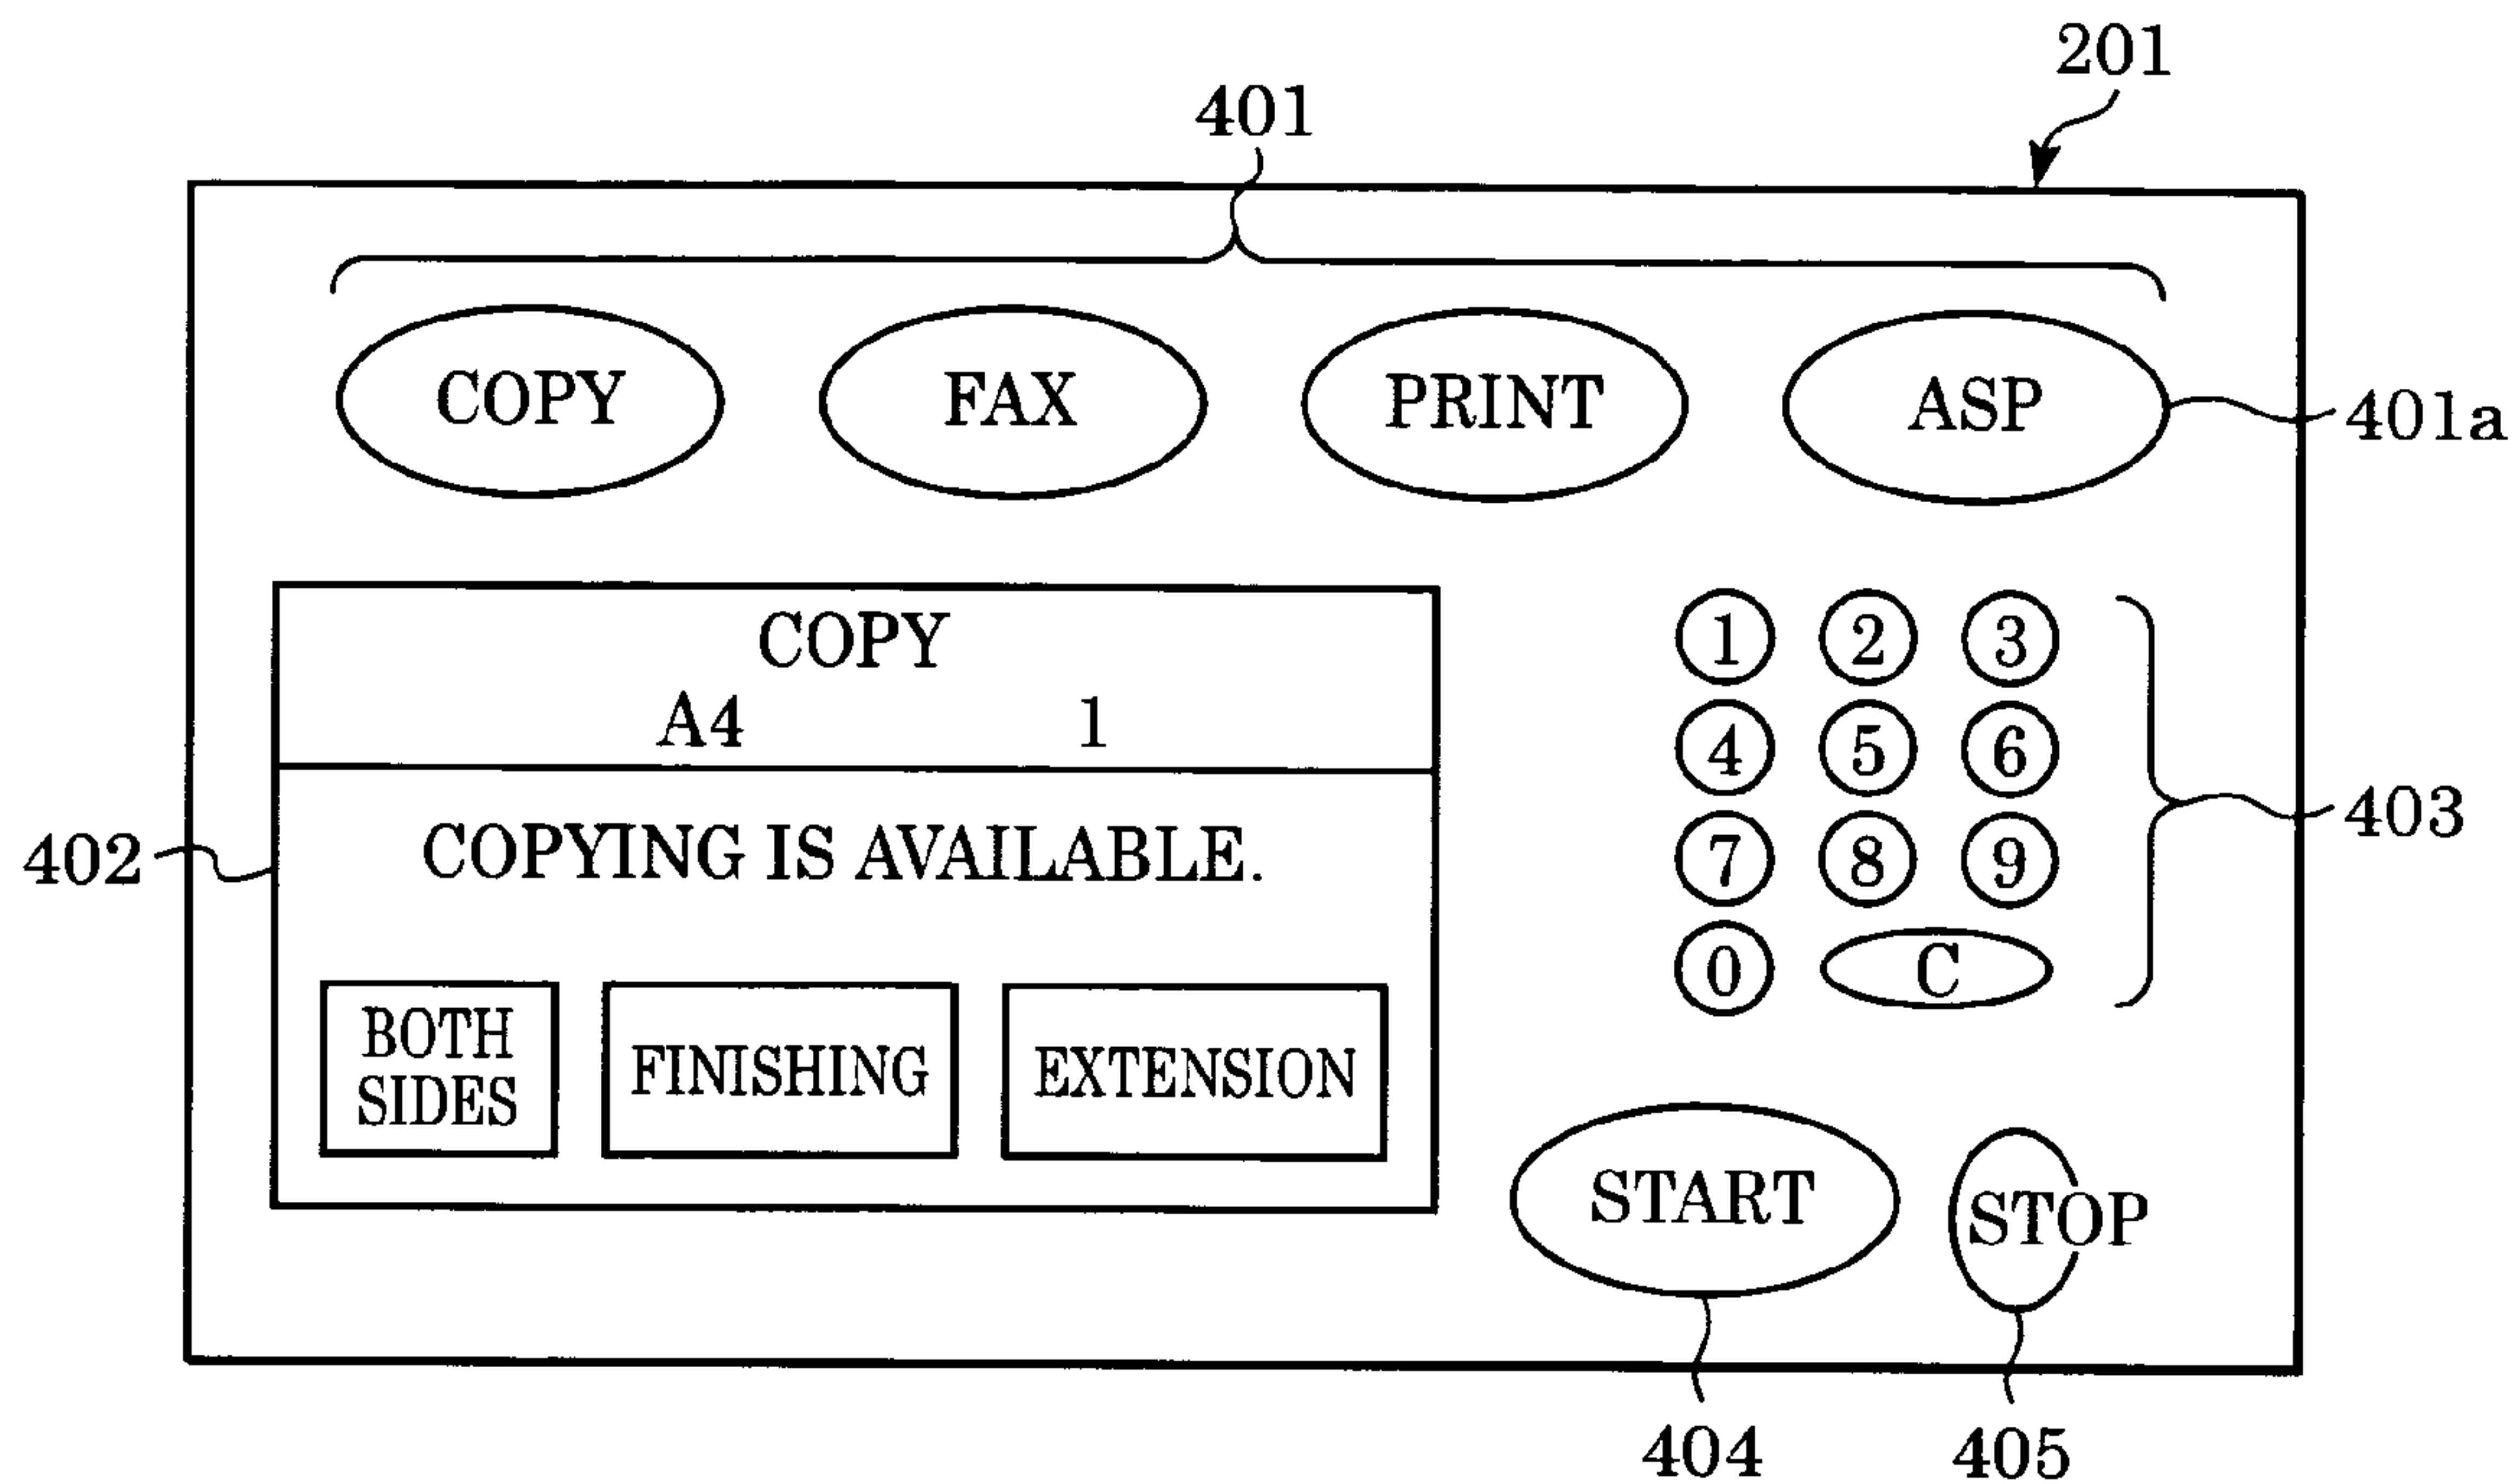 201
401
COPY FAX PRINT ASP
401a
COPY
A4 1
COPYING IS AVAILABLE.
BOTH
SIDES
FINISHING
EXTENSION
402
1 2 3
4 5 6
7 8 9
0 C
403
START
STOP
404
405